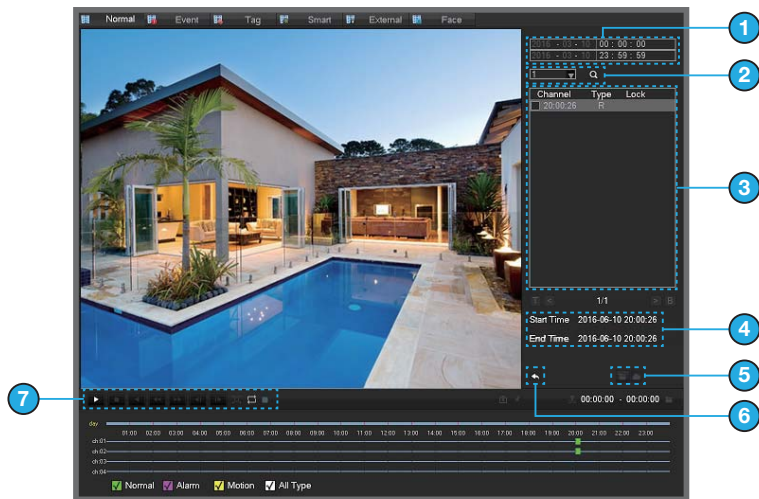 Normal Event Tag Smart External Face
2016 - 03 - 10 00 : 00 : 00
2016 - 03 - 10 23 : 59 : 59
1
Channel Type Lock
20:00:26 R
1/1
Start Time 2016-06-10 20:00:26
End Time 2016-06-10 20:00:26
00:00:00 - 00:00:00
day
01:00 02:00 03:00 04:00 05:00 06:00 07:00 08:00 09:00 10:00 11:00 12:00 13:00 14:00 15:00 16:00 17:00 18:00 19:00 20:00 21:00 22:00 23:00
ch:01
ch:02
ch:03
ch:04
Normal Alarm Motion All Type
1
2
3
4
5
6
7